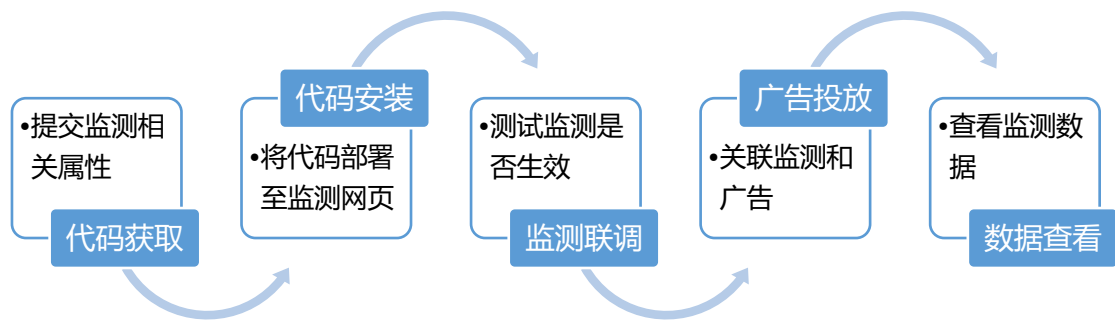 •提交监测相
关属性
代码获取
代码安装
•将代码部署
至监测网页
•测试监测是
否生效
监测联调
广告投放
•关联监测和
广告
•查看监测数
据
数据查看